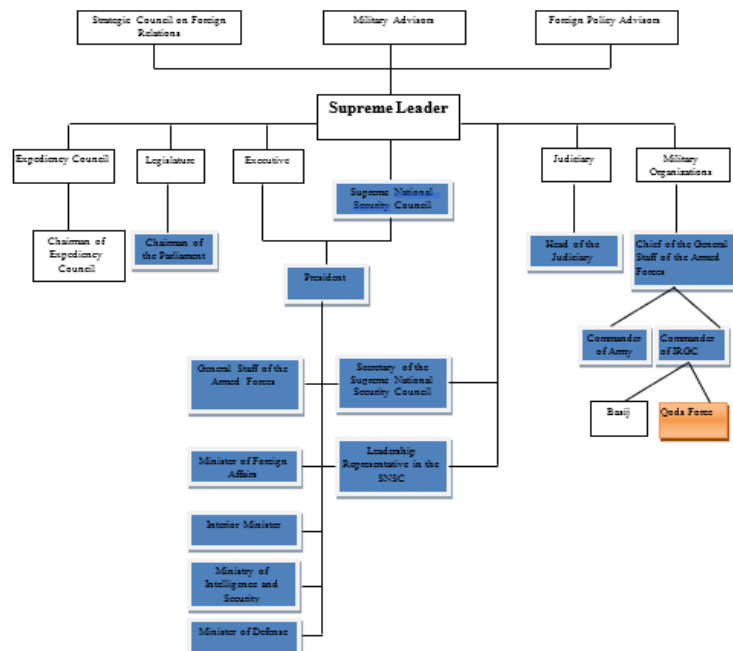 Strategic Council on Foreign
Relations
Military Advisors
Foreign Policy Advisors
Supreme Leader
Expediency Council
Legislature
Executive
Judiciary
Military
Organizations
Supreme National
Security Council
Chairman of
Expediency
Council
Chairman of
the Parliament
Head of the
Judiciary
Chief of the General
Staff of the Armed
Forces
President
Commander
of Army
Commander
of IRGC
General Staff of the
Armed Forces
Secretary of the
Supreme National
Security Council
Basij
Qods Force
Minister of Foreign
Affairs
Leadership
Representative in the
SNSC
Interior Minister
Ministry of
Intelligence and
Security
Minister of Defense